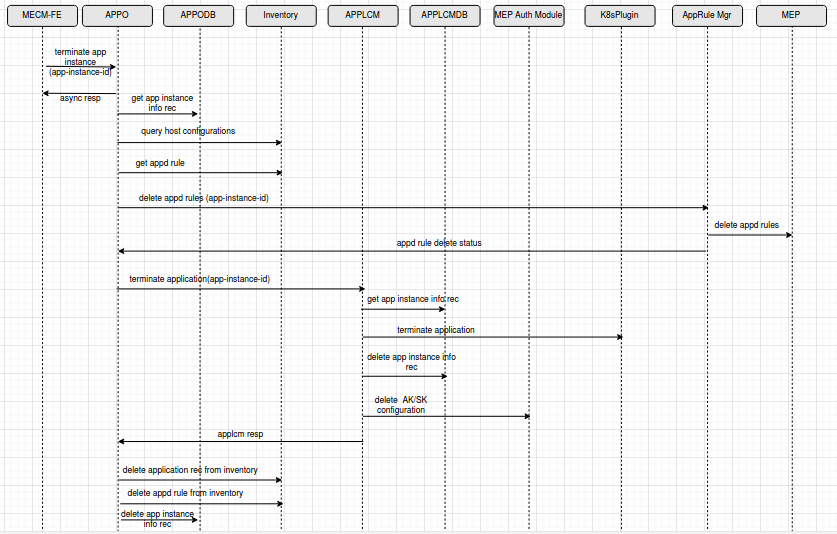 MECM-FE
APPO
APPODB
Inventory
APPLCM
APPLCMDB
MEP Auth Module
K8sPlugin
AppRule Mgr
MEP
terminate app
instance
(app-instance-id)
async resp
get app instance
info rec
query host configurations
get appd rule
delete appd rules (app-instance-id)
delete appd rules
appd rule delete status
terminate application(app-instance-id)
get app instance info rec
terminate application
delete app instance info
rec
delete AK/SK
configuration
applcm resp
delete application rec from inventory
delete appd rule from inventory
delete app instance
info rec